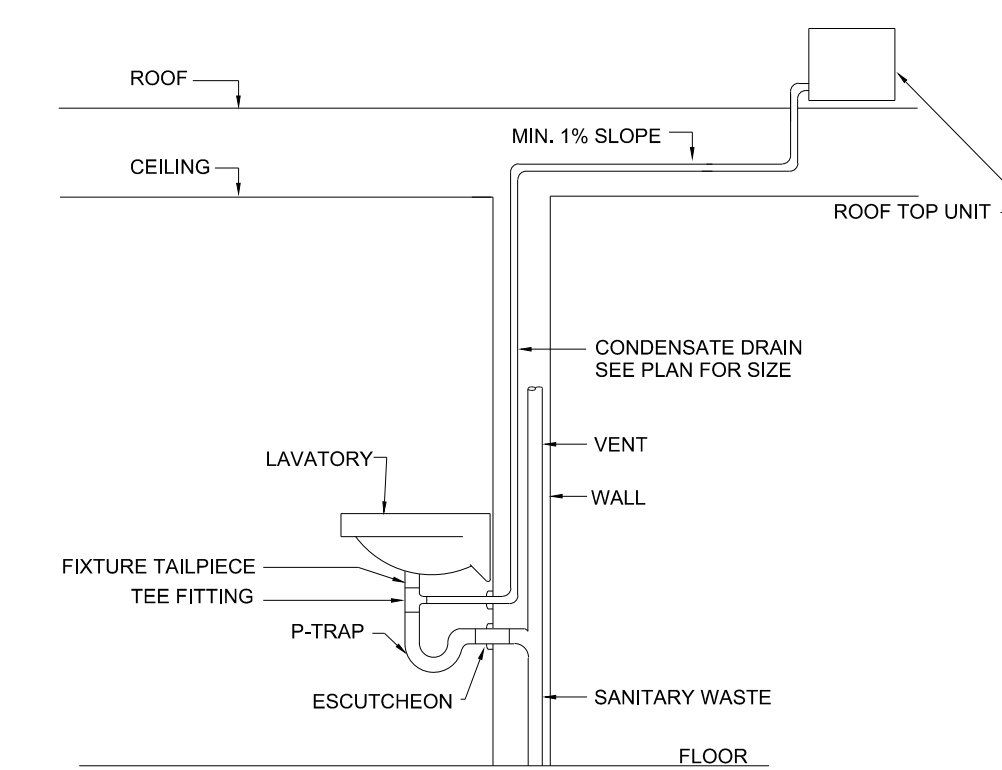 ROOF
MIN. 1% SLOPE
CEILING
ROOF TOP UNIT
CONDENSATE DRAIN
SEE PLAN FOR SIZE
VENT
LAVATORY
WALL
FIXTURE TAILPIECE
TEE FITTING
P-TRAP
ESCUTCHEON
SANITARY WASTE
FLOOR